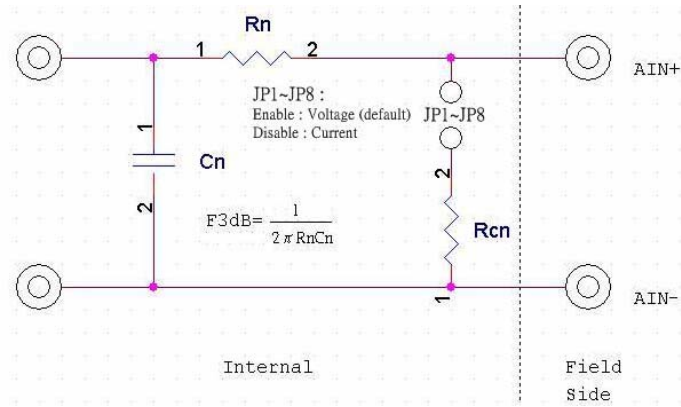 Rn
1
2
AIN+
JP1~JP8 :
Enable : Voltage (default)
Disable : Current
JP1~JP8
1
Cn
2
2
F3dB= 1 / 2 π RnCn
Rcn
1
AIN-
Internal
Field
Side